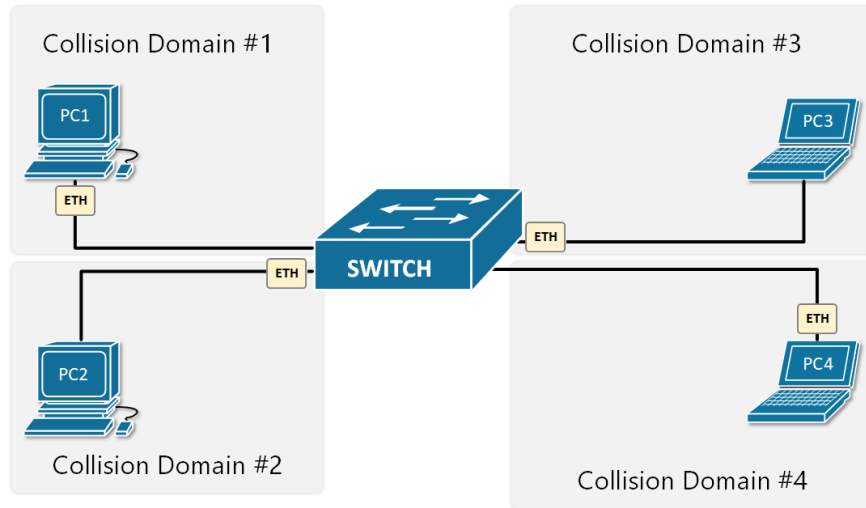 Collision Domain #1
Collision Domain #3
PC1
PC3
ETH
ETH
SWITCH
ETH
ETH
PC2
PC4
Collision Domain #2
Collision Domain #4